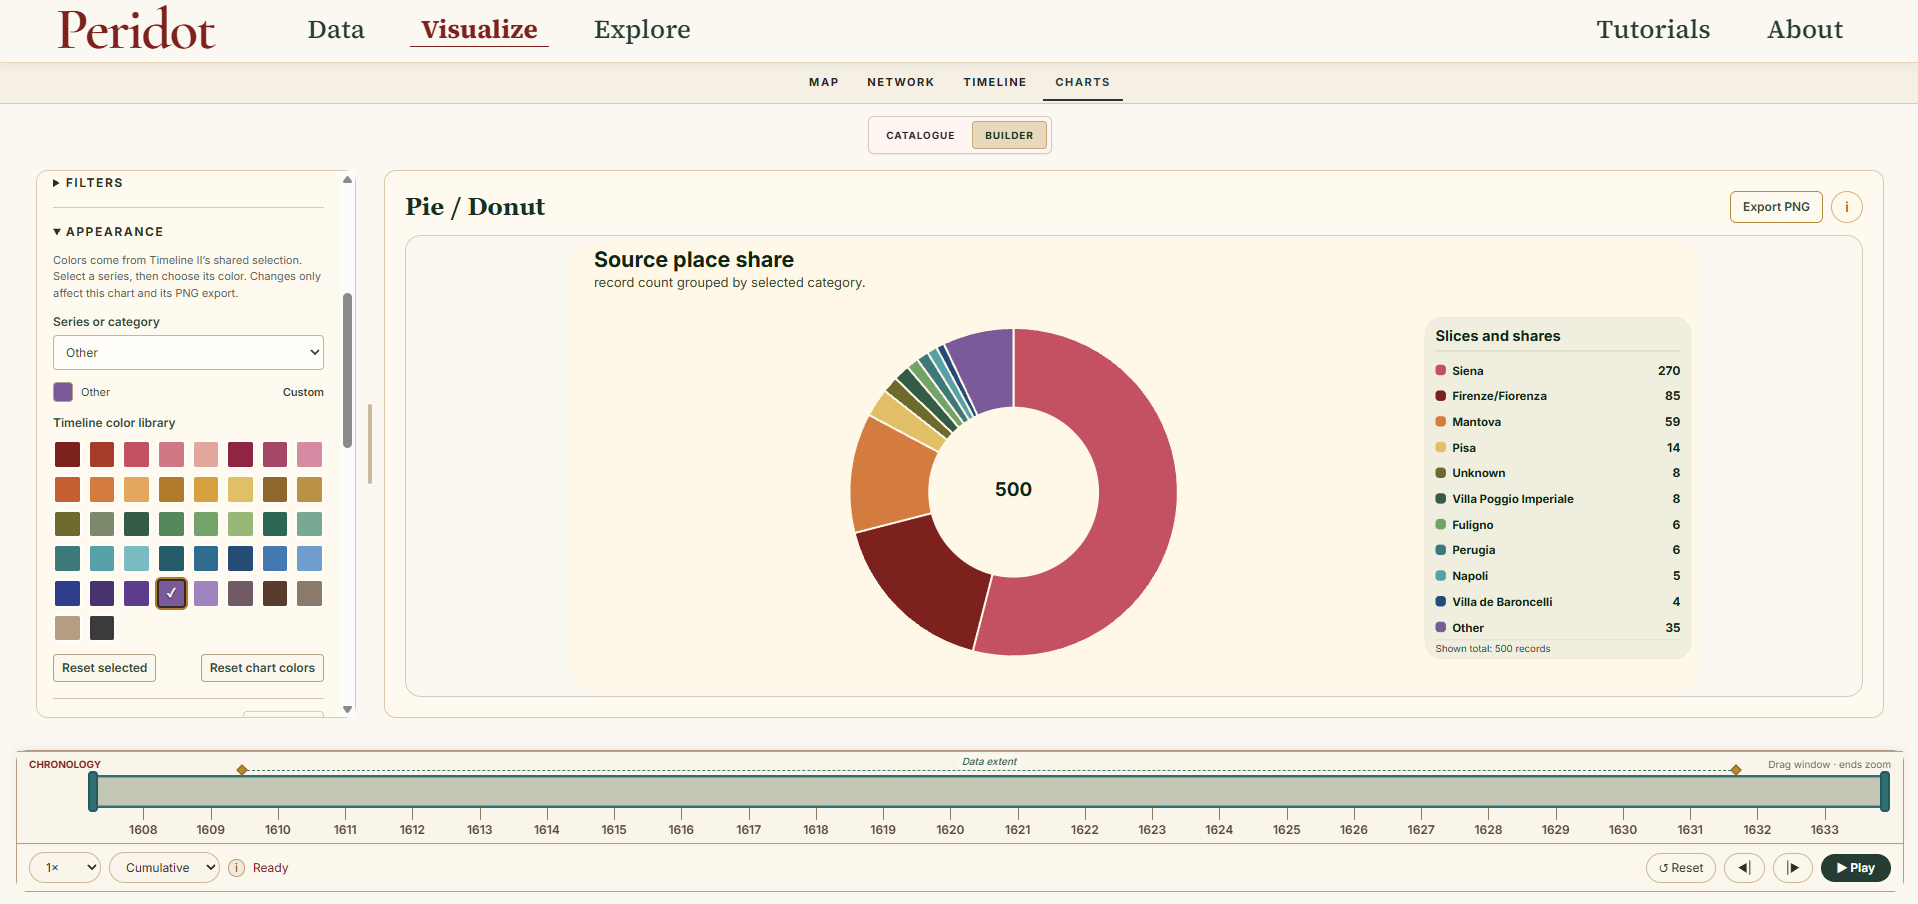 Peridot
Data
Visualize
Explore
Tutorials
About
MAP
NETWORK
TIMELINE
CHARTS
CATALOGUE
BUILDER
FILTERS
APPEARANCE
Colors come from Timeline II's shared selection.
Select a series, then choose its color. Changes only
affect this chart and its PNG export.
Series or category
Other
Other
Custom
Timeline color library
Reset selected
Reset chart colors
Pie / Donut
Export PNG
i
Source place share
record count grouped by selected category.
500
Slices and shares
Siena 270
Firenze/Fiorenza 85
Mantova 59
Pisa 14
Unknown 8
Villa Poggio Imperiale 8
Fuligno 6
Perugia 6
Napoli 5
Villa de Baroncelli 4
Other 35
Shown total: 500 records
CHRONOLOGY
Data extent
Drag window · ends zoom
1608 1609 1610 1611 1612 1613 1614 1615 1616 1617 1618 1619 1620 1621 1622 1623 1624 1625 1626 1627 1628 1629 1630 1631 1632 1633
1×
Cumulative
i
Ready
Reset
Play